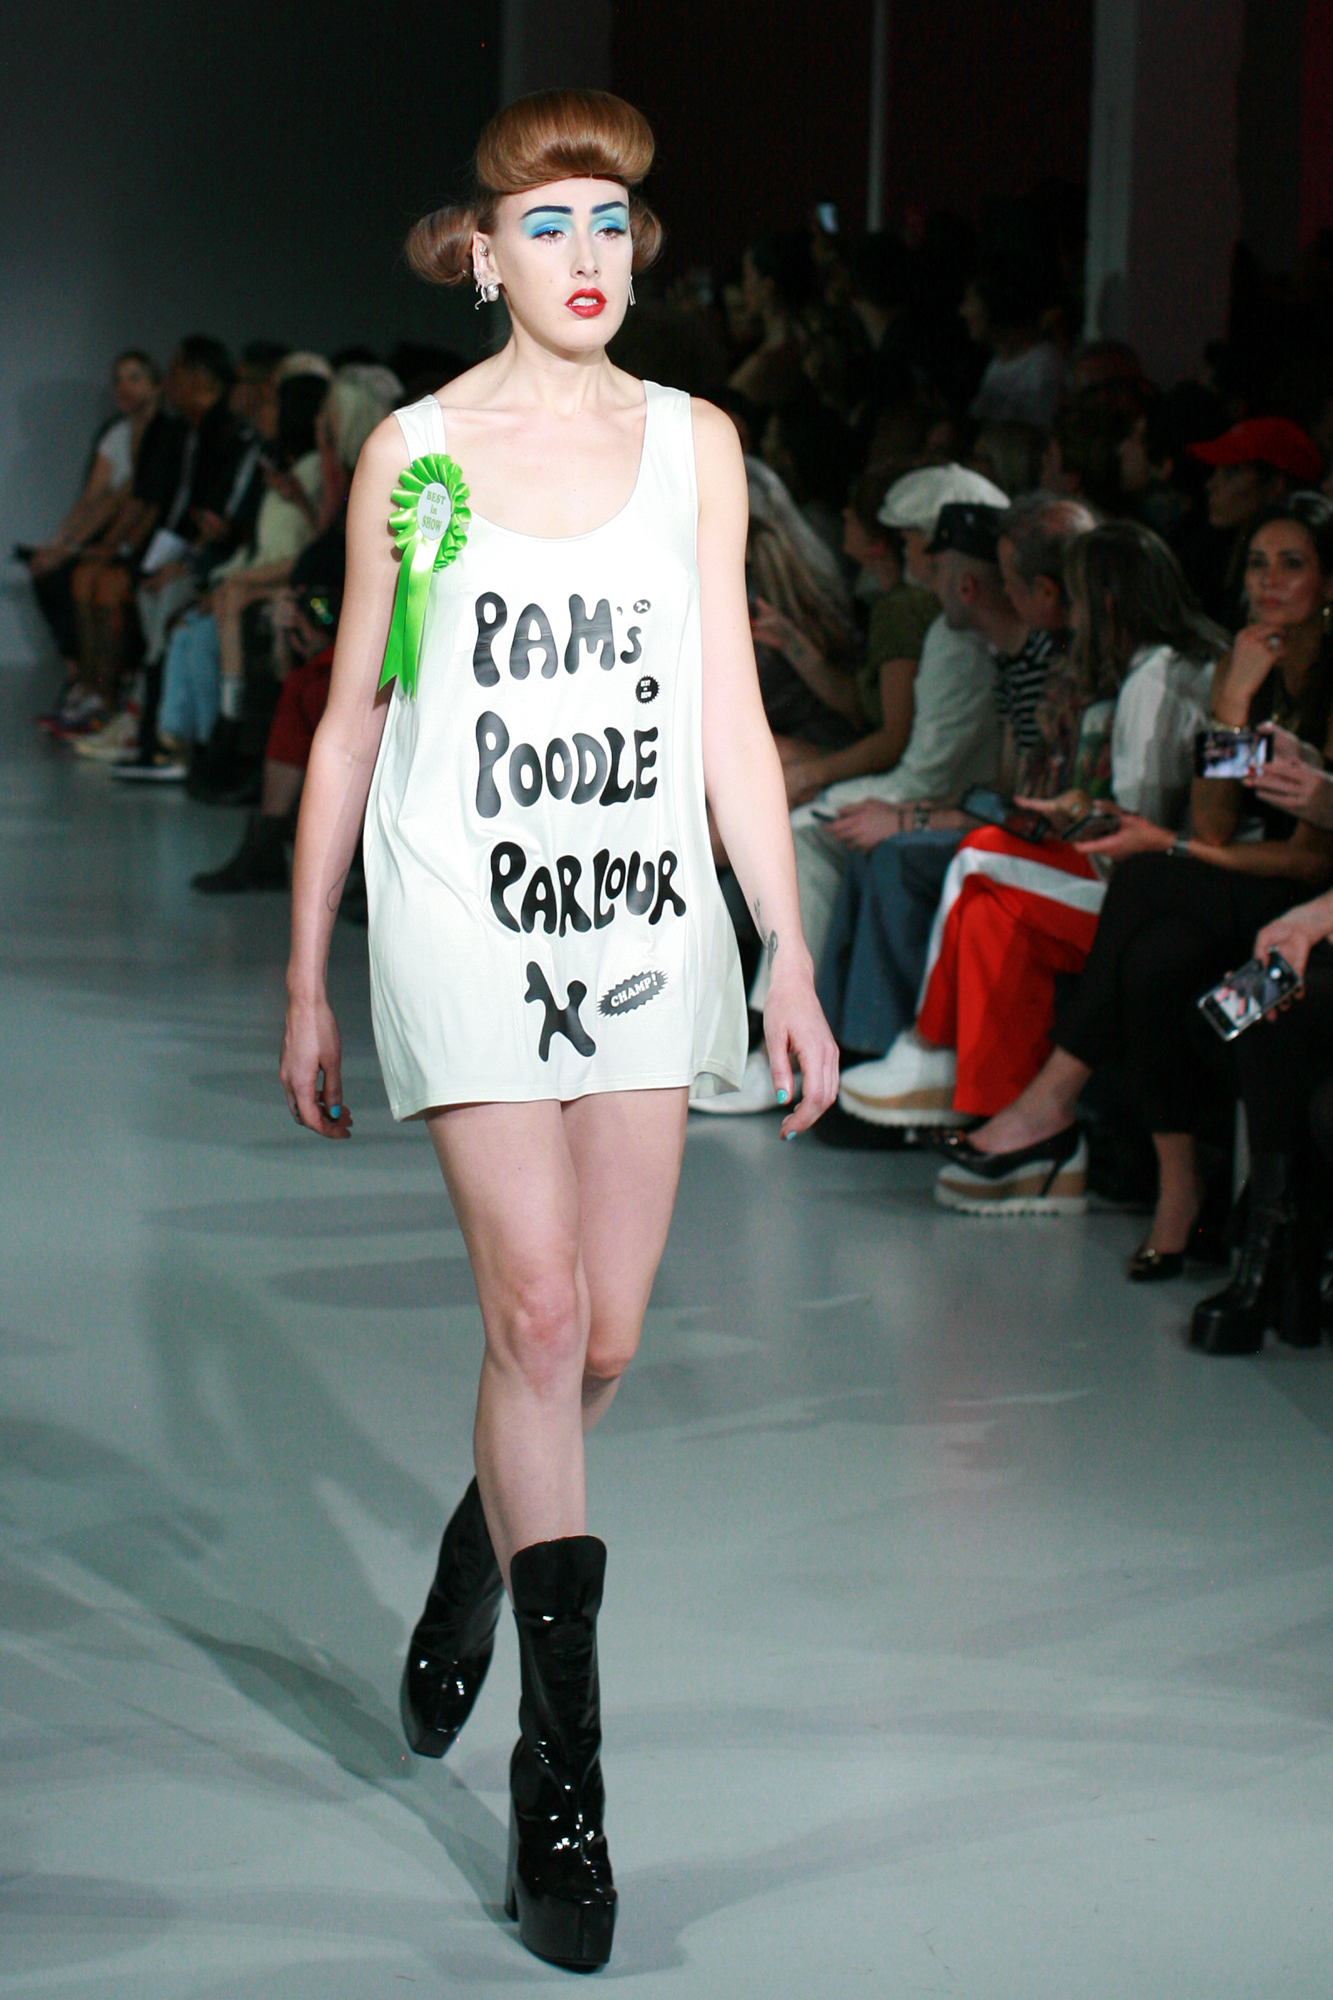 BEST
in
SHOW
PAM's
POODLE
PARLOUR
CHAMP!